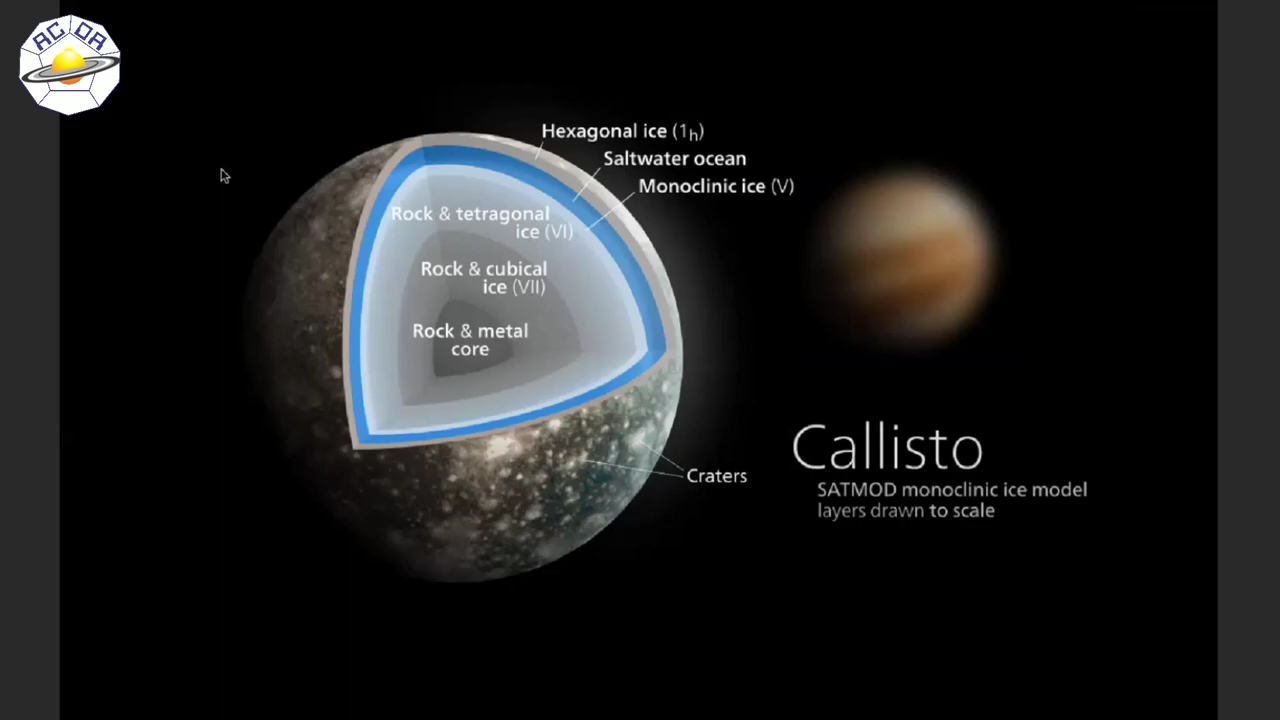 ACOA
Hexagonal ice (1h)
Saltwater ocean
Monoclinic ice (V)
Rock & tetragonal
ice (VI)
Rock & cubical
ice (VII)
Rock & metal
core
Craters
Callisto
SATMOD monoclinic ice model
layers drawn to scale